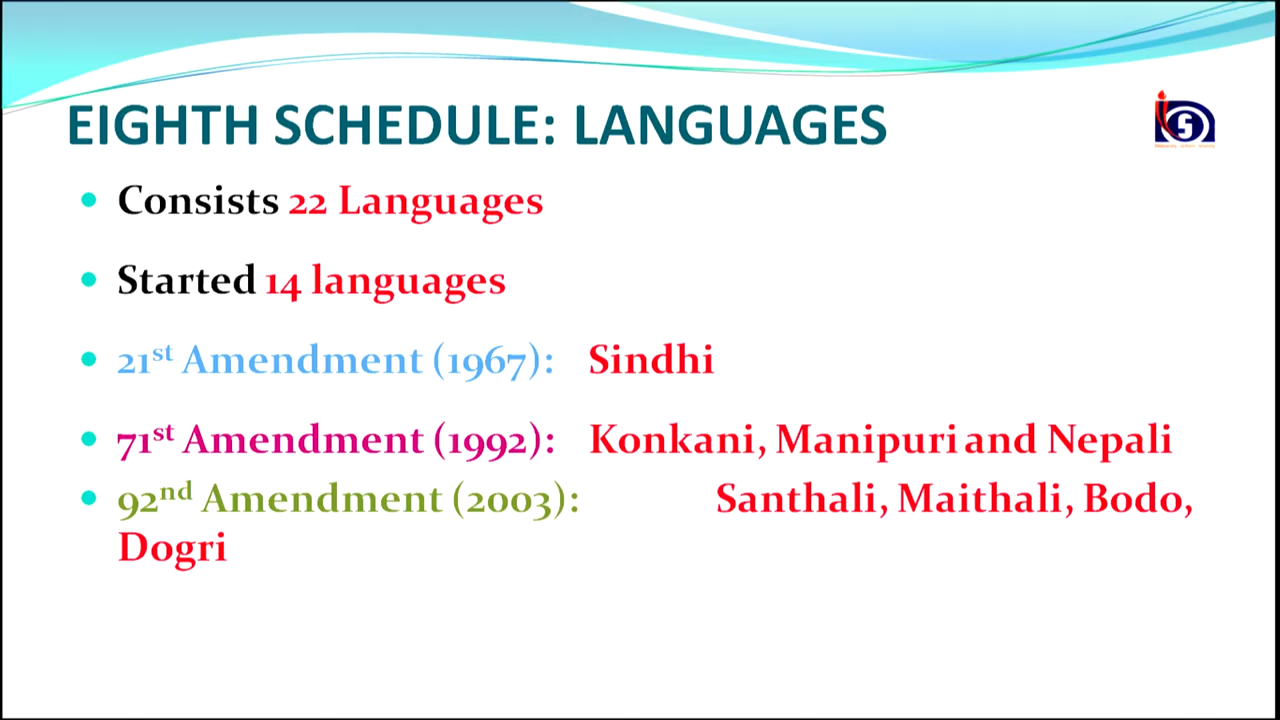 EIGHTH SCHEDULE: LANGUAGES
Consists 22 Languages
Started 14 languages
21st Amendment (1967): Sindhi
71st Amendment (1992): Konkani, Manipuri and Nepali
92nd Amendment (2003): Santhali, Maithali, Bodo,
Dogri